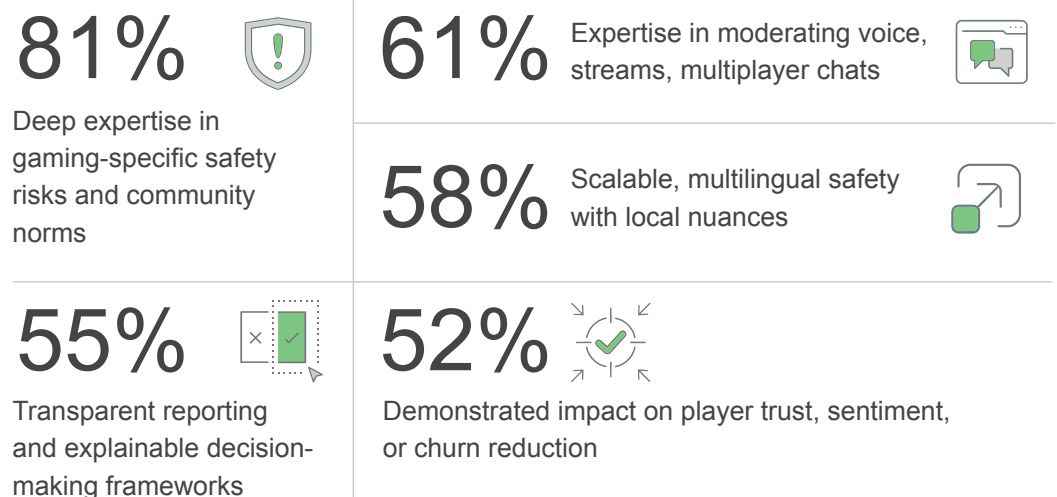 81%
Deep expertise in
gaming-specific safety
risks and community
norms
61%
Expertise in moderating voice,
streams, multiplayer chats
58%
Scalable, multilingual safety
with local nuances
55%
Transparent reporting
and explainable decision-
making frameworks
52%
Demonstrated impact on player trust, sentiment,
or churn reduction